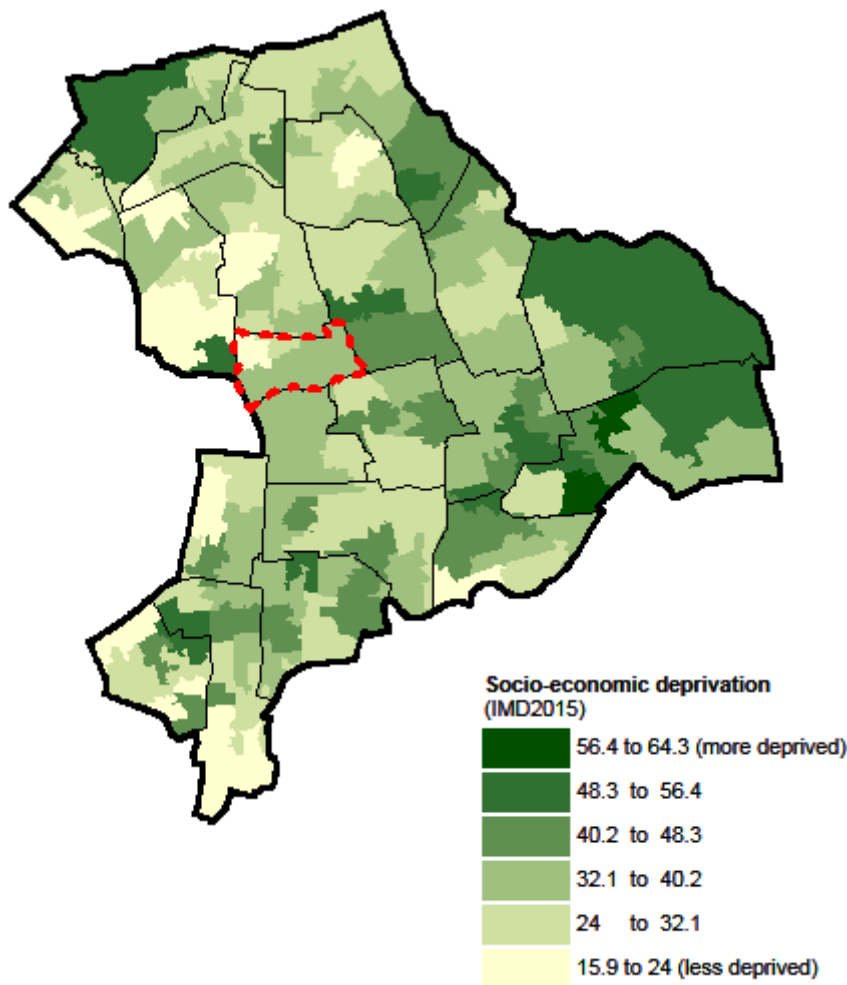 Socio-economic deprivation
(IMD2015)
56.4 to 64.3 (more deprived)
48.3 to 56.4
40.2 to 48.3
32.1 to 40.2
24 to 32.1
15.9 to 24 (less deprived)